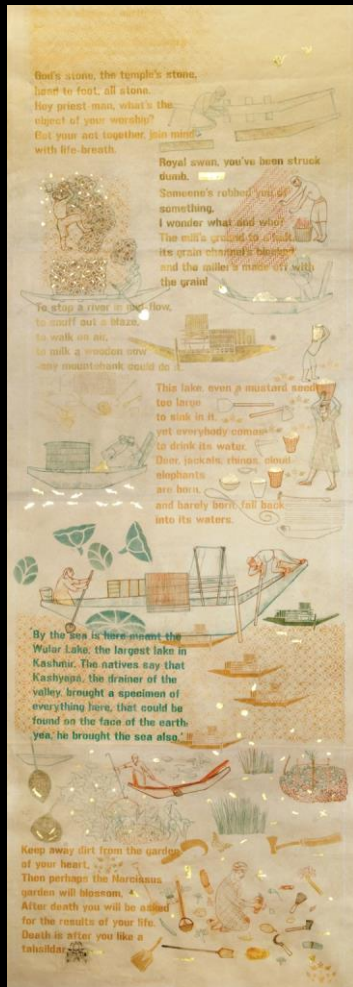 God's stone, the temple's stone,
head to foot, all stone.
Hey priest-man, what's the
object of your worship?
Get your act together, join mind
with life-breath.
Royal swan, you've been struck
dumb.
Someone's robbed you of
something.
I wonder what and who?
The mill's ground to a halt,
its grain channel's blocked
and the miller's made off with
the grain!
To stop a river in mid-flow,
to snuff out a blaze,
to walk on air,
to milk a wooden cow
-any mountebank could do it.
This lake, even a mustard seed
too large
to sink in it,
yet everybody comes
to drink its water.
Deer, jackals, rhinos, cloud
elephants
are born,
and barely born fall back
into its waters.
"By the sea is here meant the
Wular Lake, the largest lake in
Kashmir. The natives say that
Kashyapa, the drainer of the
valley, brought a specimen of
everything here, that could be
found on the face of the earth,
yea, he brought the sea also."
Keep away dirt from the garden
of your heart,
Then perhaps the Narcissus
garden will blossom.
After death you will be asked
for the results of your life.
Death is after you like a
tahsildar.